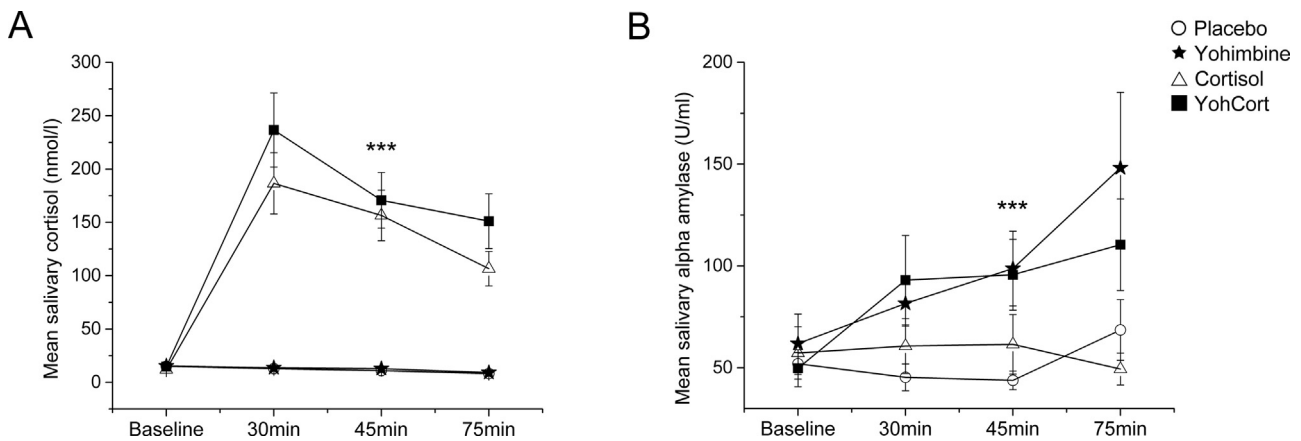 A
Mean salivary cortisol (nmol/l)
300
250
200
150
100
50
0
***
Baseline 30min 45min 75min
B
Mean salivary alpha amylase (U/ml)
200
150
100
50
***
Baseline 30min 45min 75min
Placebo
Yohimbine
Cortisol
YohCort